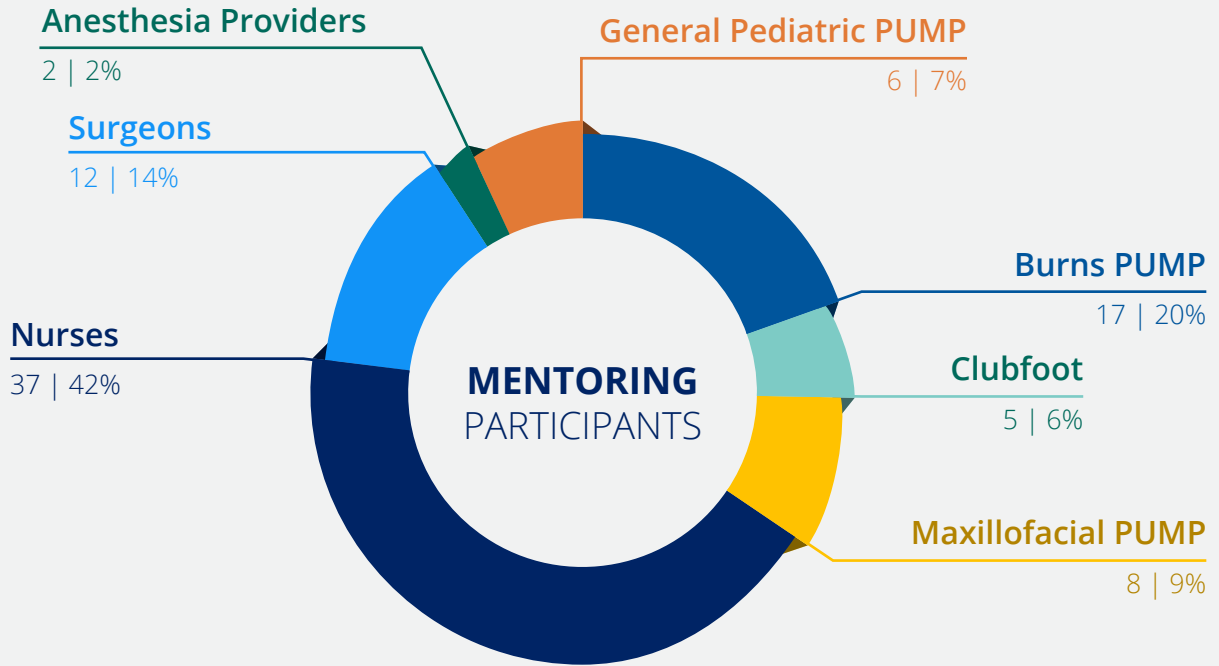 Anesthesia Providers
2 | 2%
General Pediatric PUMP
6 | 7%
Surgeons
12 | 14%
Burns PUMP
17 | 20%
Nurses
37 | 42%
Clubfoot
5 | 6%
MENTORING
PARTICIPANTS
Maxillofacial PUMP
8 | 9%